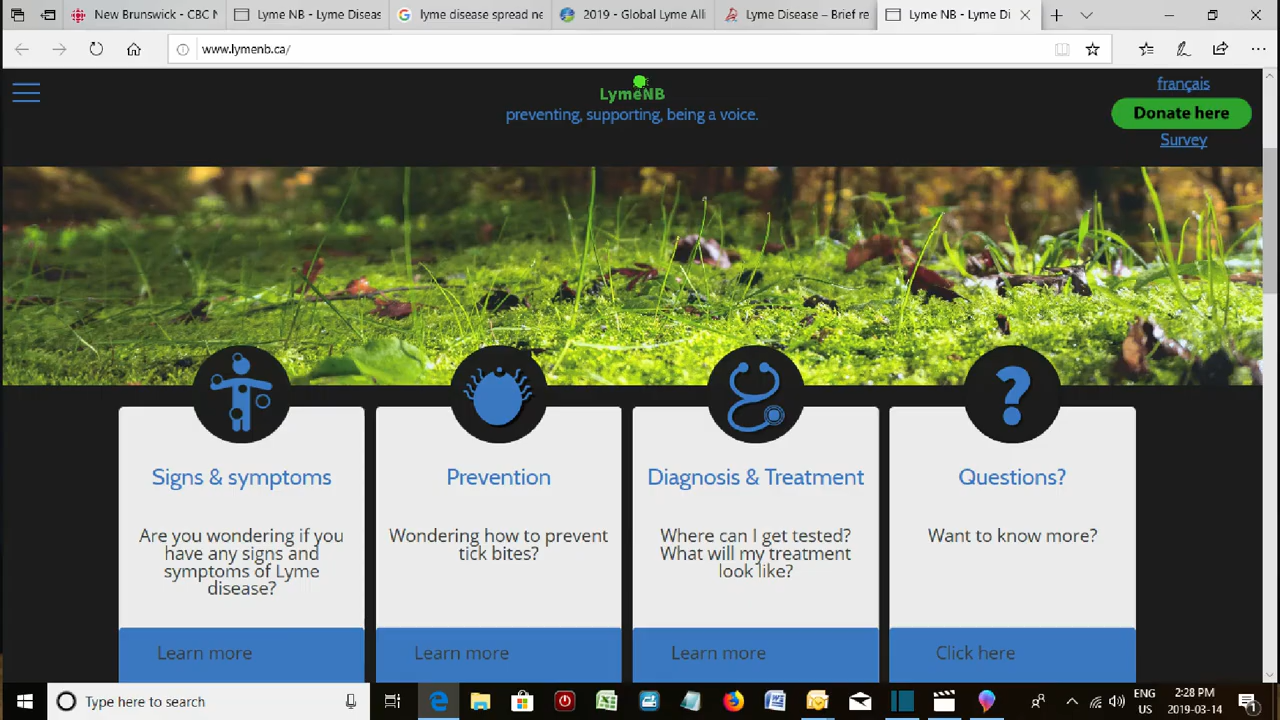 New Brunswick - CBC N
Lyme NB - Lyme Diseas
lyme disease spread ne
2019 - Global Lyme Alli
Lyme Disease – Brief re
Lyme NB - Lyme Di
www.lymenb.ca/
LymeNB
preventing, supporting, being a voice.
français
Donate here
Survey
Signs & symptoms
Are you wondering if you
have any signs and
symptoms of Lyme
disease?
Learn more
Prevention
Wondering how to prevent
tick bites?
Learn more
Diagnosis & Treatment
Where can I get tested?
What will my treatment
look like?
Learn more
Questions?
Want to know more?
Click here
Type here to search
ENG
US
2:28 PM
2019-03-14
1